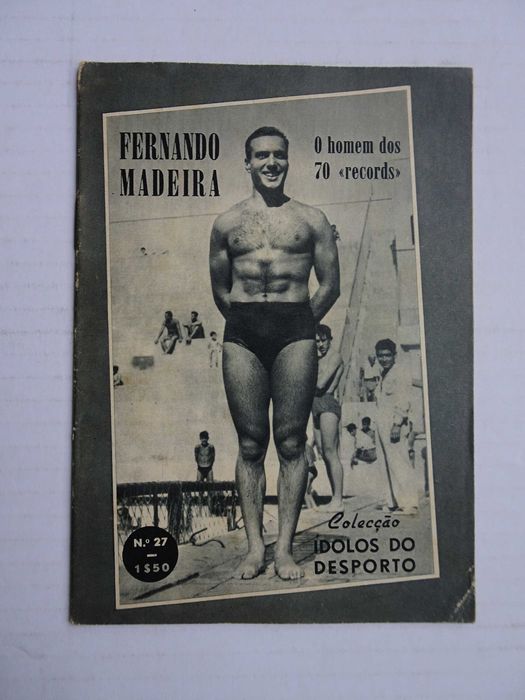 FERNANDO
MADEIRA
O homem dos
70 «records»
Nº 27
1$50
Colecção
ÍDOLOS DO
DESPORTO